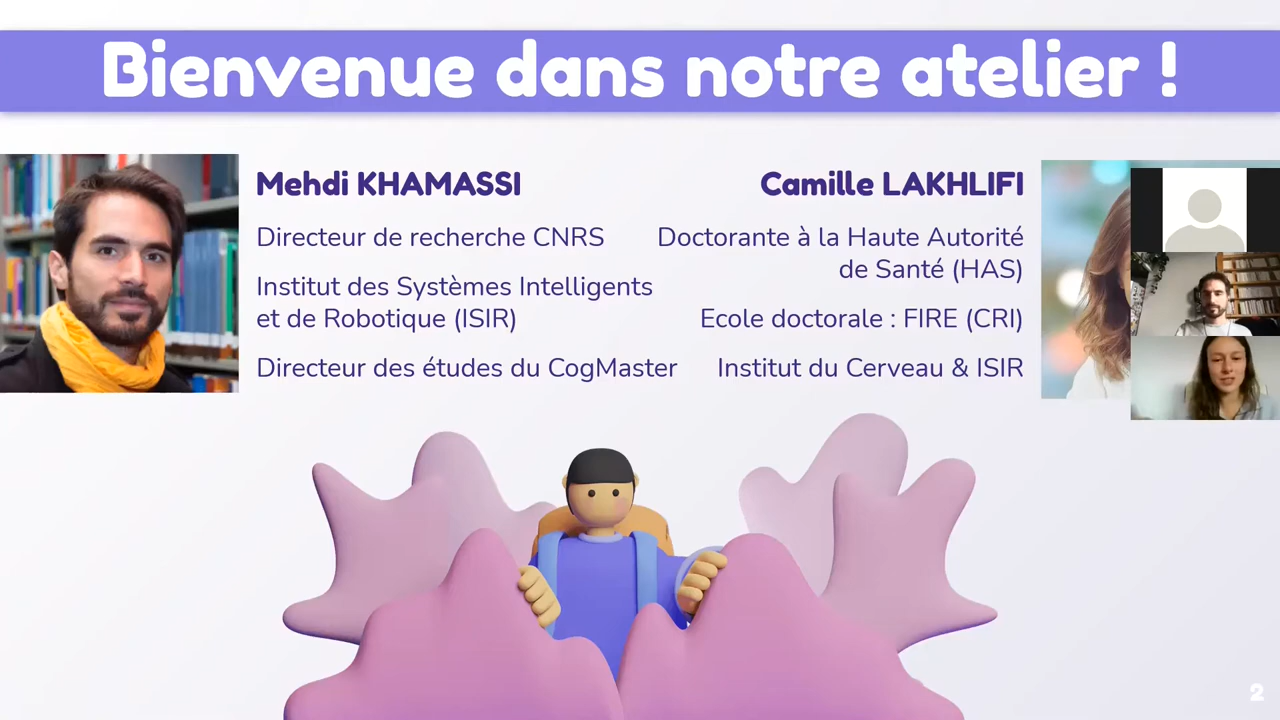 Bienvenue dans notre atelier !
Mehdi KHAMASSI
Directeur de recherche CNRS
Institut des Systèmes Intelligents
et de Robotique (ISIR)
Directeur des études du CogMaster
Camille LAKHLIFI
Doctorante à la Haute Autorité
de Santé (HAS)
Ecole doctorale : FIRE (CRI)
Institut du Cerveau & ISIR
2